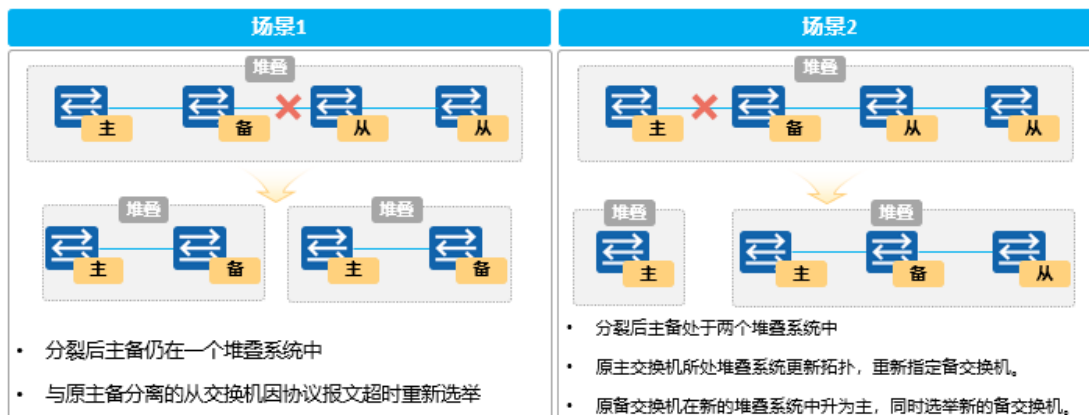 场景1
堆叠
主
备
从
从
堆叠
堆叠
主
备
主
备
• 分裂后主备仍在一个堆叠系统中
• 与原主备分离的从交换机因协议报文超时重新选举
场景2
堆叠
主
备
从
从
堆叠
堆叠
主
主
备
从
• 分裂后主备处于两个堆叠系统中
• 原主交换机所处堆叠系统更新拓扑，重新指定备交换机。
• 原备交换机在新的堆叠系统中升为主，同时选举新的备交换机。